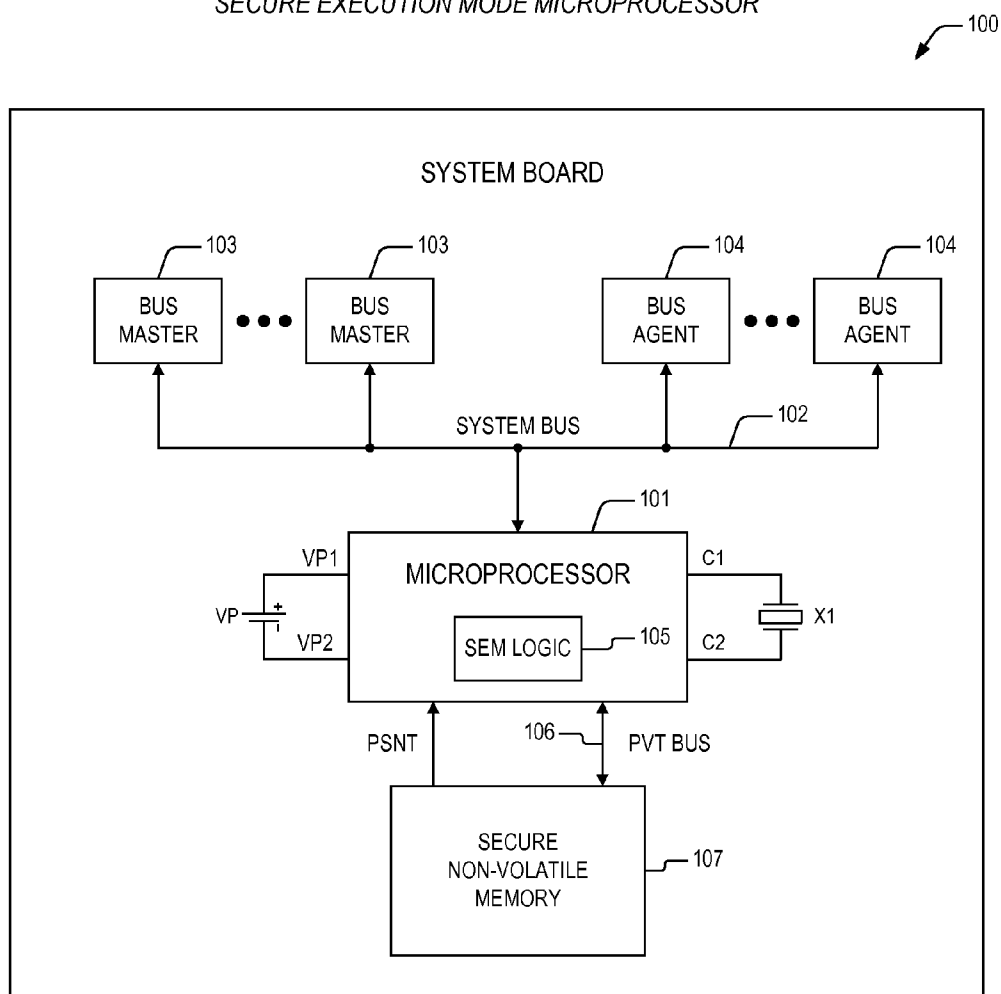 SECURE EXECUTION MODE MICROPROCESSOR
100
SYSTEM BOARD
103
103
104
104
BUS
MASTER
BUS
MASTER
BUS
AGENT
BUS
AGENT
SYSTEM BUS
102
101
VP1
MICROPROCESSOR
C1
VP
+
-
X1
SEM LOGIC
105
VP2
C2
PSNT
106
PVT BUS
SECURE
NON-VOLATILE
MEMORY
107